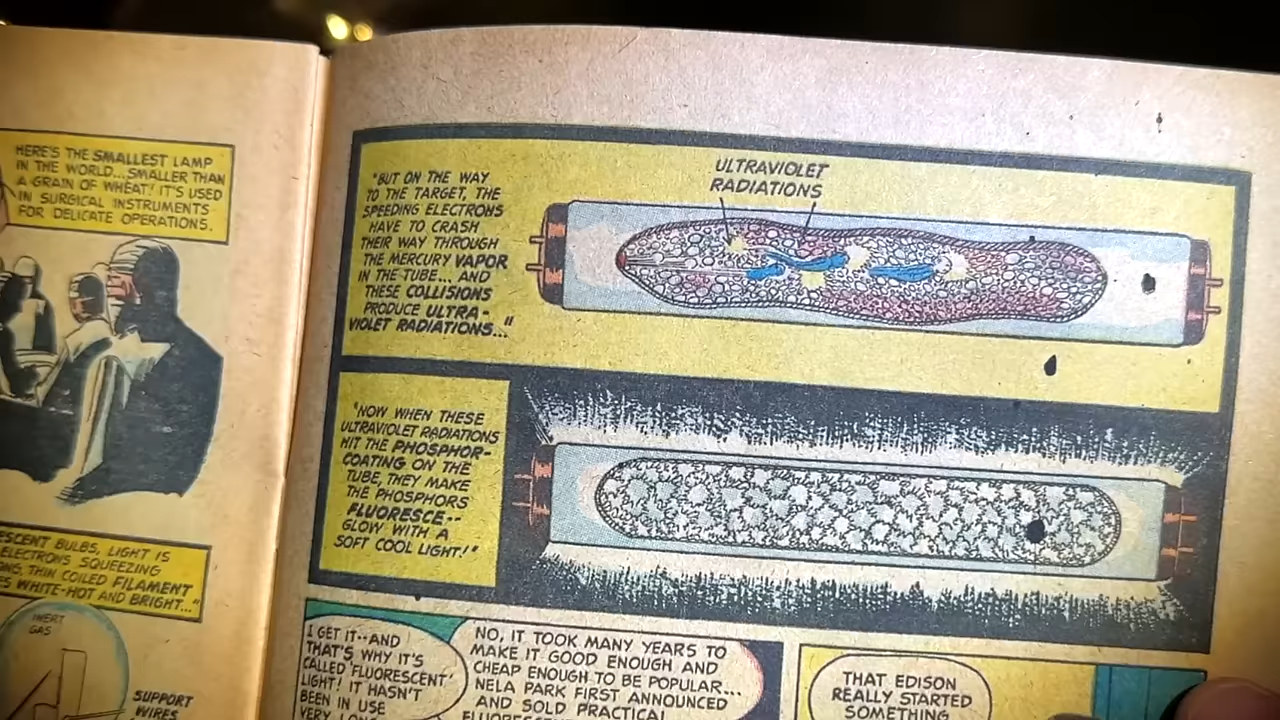 HERE'S THE SMALLEST LAMP
IN THE WORLD...SMALLER THAN
A GRAIN OF WHEAT! IT'S USED
IN SURGICAL INSTRUMENTS
FOR DELICATE OPERATIONS.
ESCENT BULBS, LIGHT IS
ELECTRONS SQUEEZING
THIN COILED FILAMENT
WHITE-HOT AND BRIGHT..."
INERT
GAS
SUPPORT
WIRES
"BUT ON THE WAY
TO THE TARGET, THE
SPEEDING ELECTRONS
HAVE TO CRASH
THEIR WAY THROUGH
THE MERCURY VAPOR
IN THE TUBE... AND
THESE COLLISIONS
PRODUCE ULTRA-
VIOLET RADIATIONS..."
ULTRAVIOLET
RADIATIONS
"NOW WHEN THESE
ULTRAVIOLET RADIATIONS
HIT THE PHOSPHOR-
COATING ON THE
TUBE, THEY MAKE
THE PHOSPHORS
FLUORESCE--
GLOW WITH A
SOFT COOL LIGHT!"
I GET IT--AND
THAT'S WHY IT'S
CALLED 'FLUORESCENT'
LIGHT! IT HASN'T
BEEN IN USE
VERY LONG
NO, IT TOOK MANY YEARS TO
MAKE IT GOOD ENOUGH AND
CHEAP ENOUGH TO BE POPULAR...
NELA PARK FIRST ANNOUNCED
AND SOLD PRACTICAL
THAT EDISON
REALLY STARTED
SOMETHING